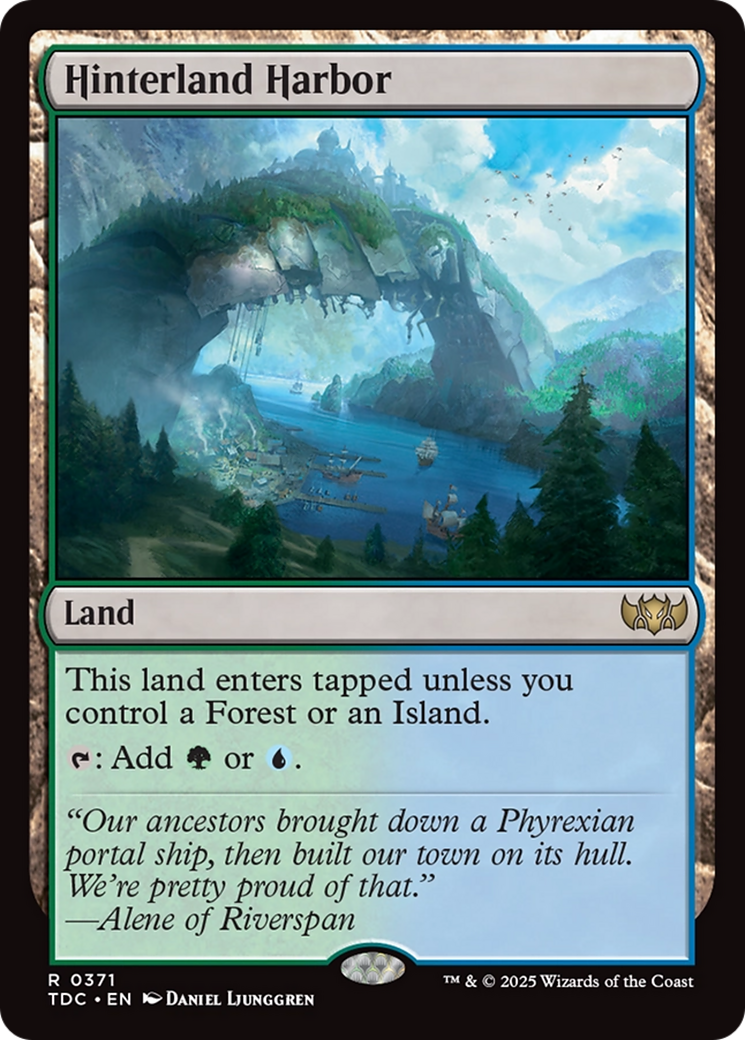 Hinterland Harbor
Land
This land enters tapped unless you
control a Forest or an Island.
: Add or .
“Our ancestors brought down a Phyrexian
portal ship, then built our town on its hull.
We’re pretty proud of that.”
—Alene of Riverspan
R 0371
TDC • EN Daniel Ljunggren
™ & © 2025 Wizards of the Coast